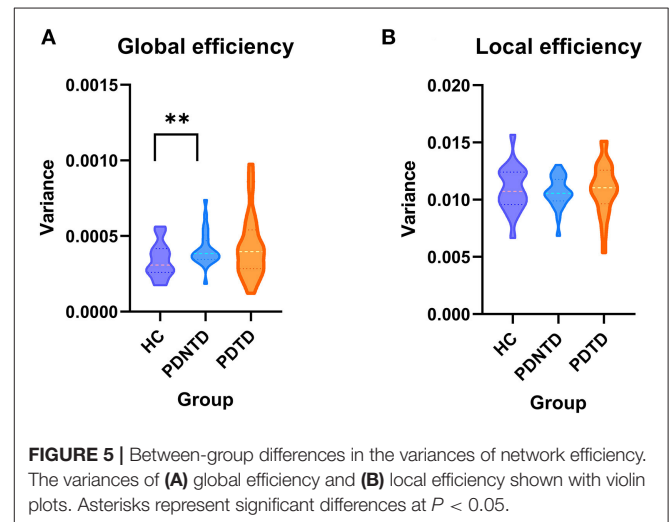 A
Global efficiency
0.0015
0.0010
0.0005
0.0000
Variance
**
HC
PDNTD
PDTD
Group
B
Local efficiency
0.020
0.015
0.010
0.005
0.000
Variance
HC
PDNTD
PDTD
Group
FIGURE 5 | Between-group differences in the variances of network efficiency.
The variances of (A) global efficiency and (B) local efficiency shown with violin
plots. Asterisks represent significant differences at P < 0.05.